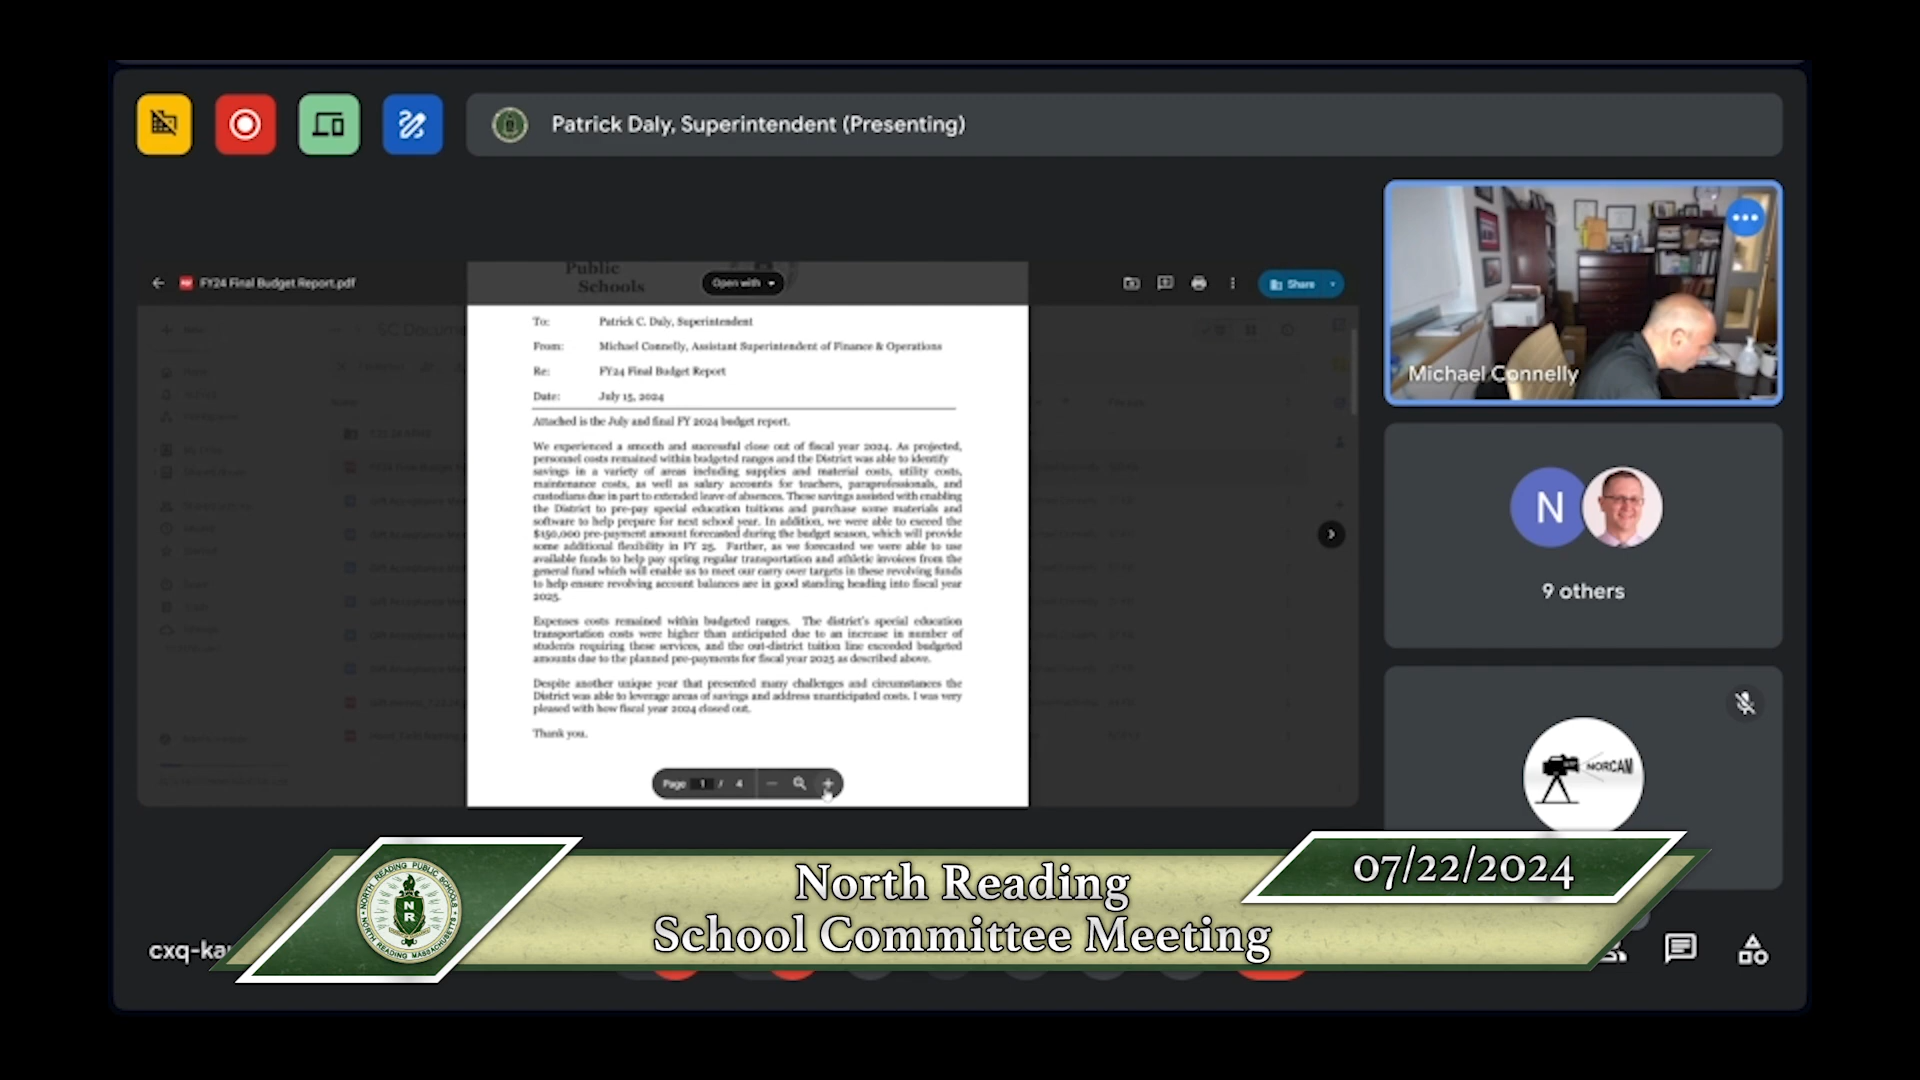 Patrick Daly, Superintendent (Presenting)
FY24 Final Budget Report.pdf
Public
Schools
Open with
Share
To: Patrick C. Daly, Superintendent
From: Michael Connelly, Assistant Superintendent of Finance & Operations
Re: FY24 Final Budget Report
Date: July 15, 2024
Attached is the July and final FY 2024 budget report.
We experienced a smooth and successful close out of fiscal year 2024. As projected,
personnel costs remained within budgeted ranges and the District was able to identify
savings in a variety of areas including supplies and material costs, utility costs,
maintenance costs, as well as salary accounts for teachers, paraprofessionals, and
custodians due in part to extended leave of absences. These savings assisted with enabling
the District to pre-pay special education tuitions and purchase some materials and
software to help prepare for next school year. In addition, we were able to exceed the
$150,000 pre-payment amount forecasted during the budget season, which will provide
some additional flexibility in FY 25. Further, as we forecasted we were able to use
available funds to help pay spring regular transportation and athletic invoices from the
general fund which will enable us to meet our carry over targets in these revolving funds
to help ensure revolving account balances are in good standing heading into fiscal year
2025.
Expenses costs remained within budgeted ranges. The district's special education
transportation costs were higher than anticipated due to an increase in number of
students requiring these services, and the out-district tuition line exceeded budgeted
amounts due to the planned pre-payments for fiscal year 2025 as described above.
Despite another unique year that presented many challenges and circumstances the
District was able to leverage areas of savings and address unanticipated costs. I was very
pleased with how fiscal year 2024 closed out.
Thank you.
Page 1 / 4
Michael Connelly
N
9 others
NORCAM
NORTH READING PUBLIC SCHOOLS
N
R
NORTH READING MASSACHUSETTS
North Reading
School Committee Meeting
07/22/2024
cxq-ka